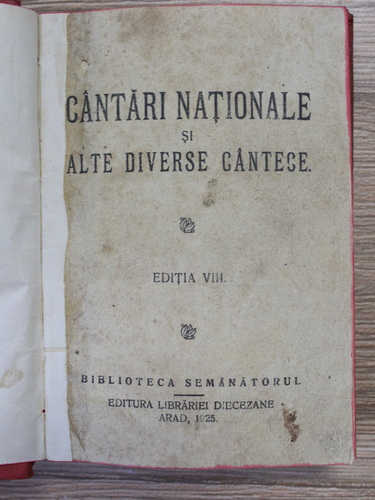 CÂNTĂRI NAȚIONALE
ȘI
ALTE DIVERSE CÂNTECE.
EDIȚIA VIII.
BIBLIOTECA SEMĂNĂTORUL
EDITURA LIBRĂRIEI DIECEZANE
ARAD, 1925.